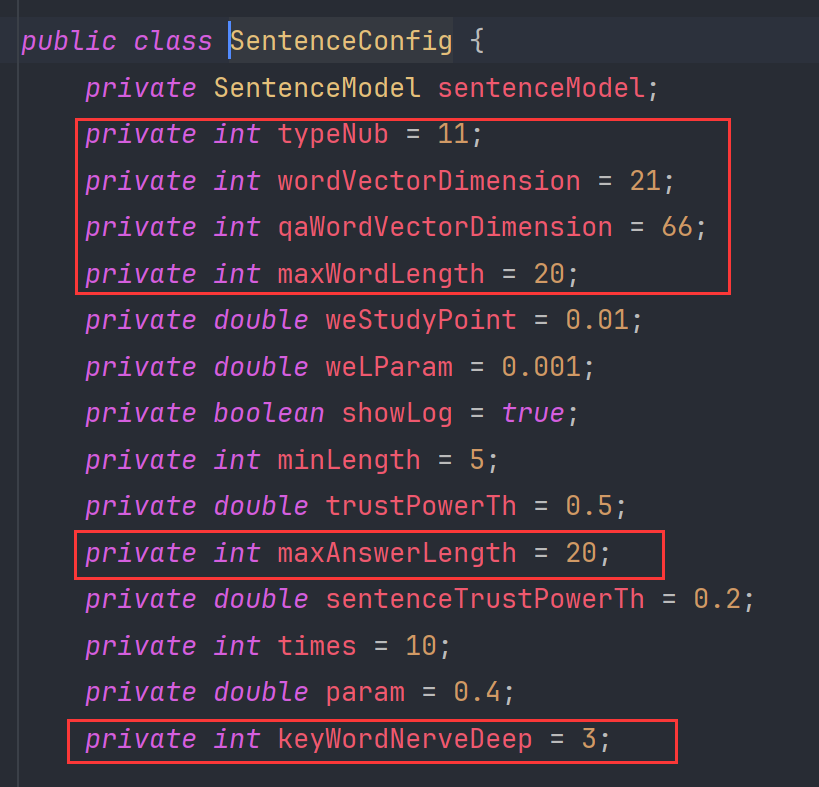 public class SentenceConfig {
private SentenceModel sentenceModel;
private int typeNub = 11;
private int wordVectorDimension = 21;
private int qaWordVectorDimension = 66;
private int maxWordLength = 20;
private double weStudyPoint = 0.01;
private double weLParam = 0.001;
private boolean showLog = true;
private int minLength = 5;
private double trustPowerTh = 0.5;
private int maxAnswerLength = 20;
private double sentenceTrustPowerTh = 0.2;
private int times = 10;
private double param = 0.4;
private int keyWordNerveDeep = 3;